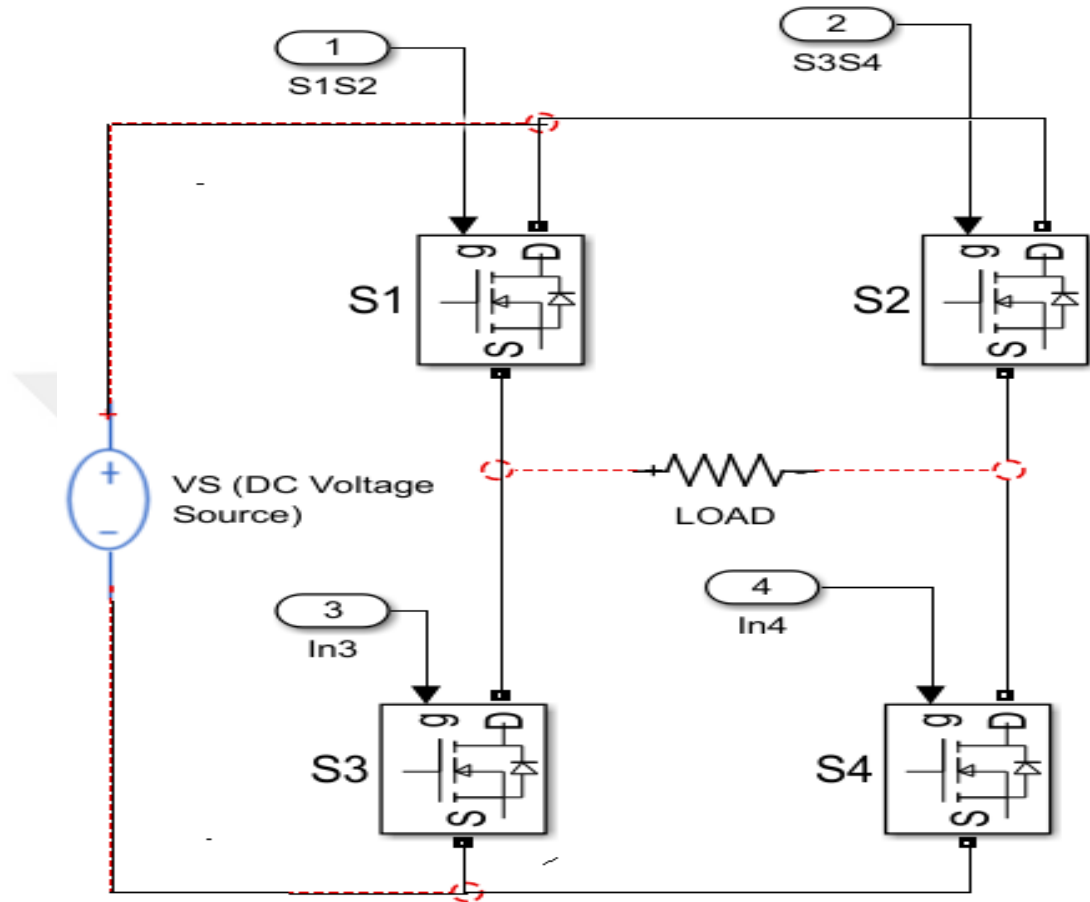 1
S1S2
2
S3S4
g D
S1
S
g D
S2
S
+
VS (DC Voltage
Source)
−
+ -
LOAD
3
In3
4
In4
g D
S3
S
g D
S4
S